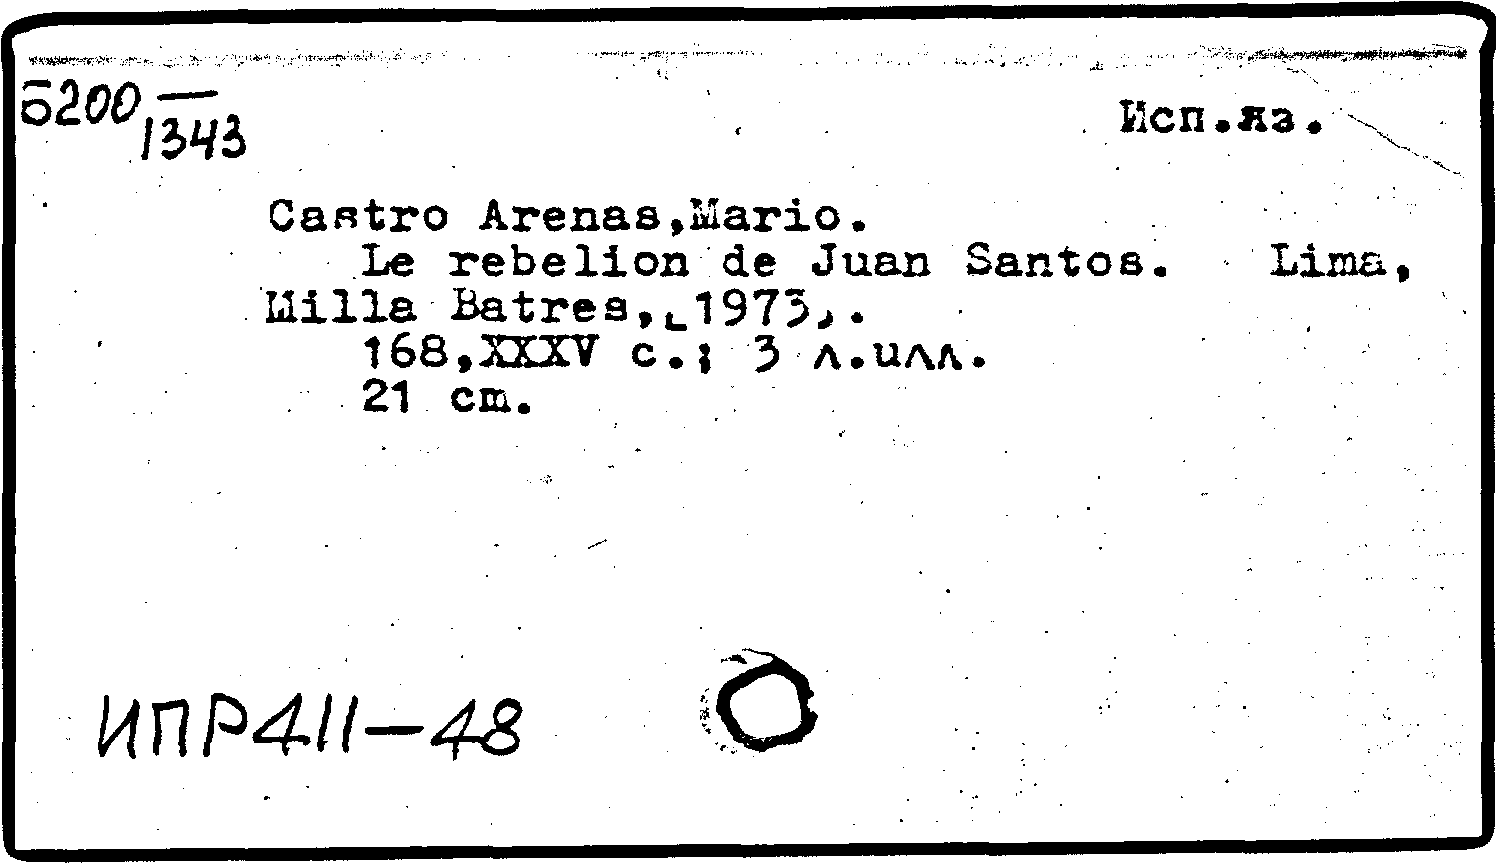 Б200—
1343
Исп.яз.
Castro Arenas,Mario.
Le rebelion de Juan Santos. Lima,
Milla Batres,[1973].
168,XXXV с.; 3 л.илл.
21 cm.
ИПР411-48